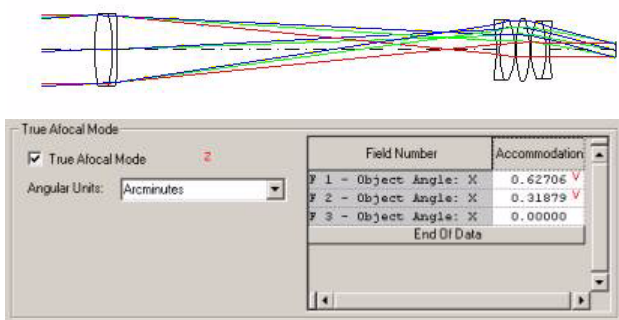 True Afocal Mode
True Afocal Mode z
Angular Units: Arcminutes
Field Number Accommodation
F 1 - Object Angle: X 0.62706 V
F 2 - Object Angle: X 0.31879 V
F 3 - Object Angle: X 0.00000
End Of Data